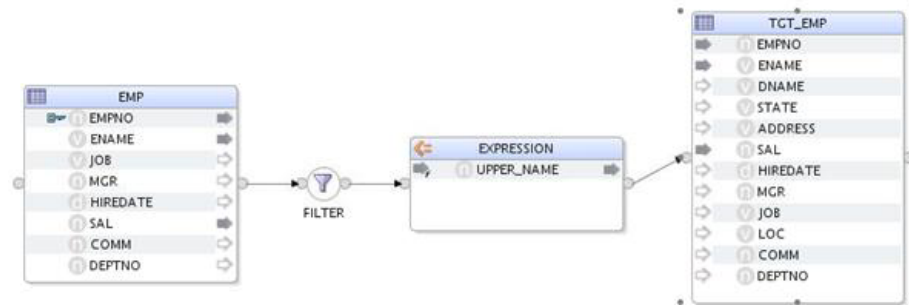 EMP
EMPNO
ENAME
JOB
MGR
HIREDATE
SAL
COMM
DEPTNO
FILTER
EXPRESSION
UPPER_NAME
TGT_EMP
EMPNO
ENAME
DNAME
STATE
ADDRESS
SAL
HIREDATE
MGR
JOB
LOC
COMM
DEPTNO